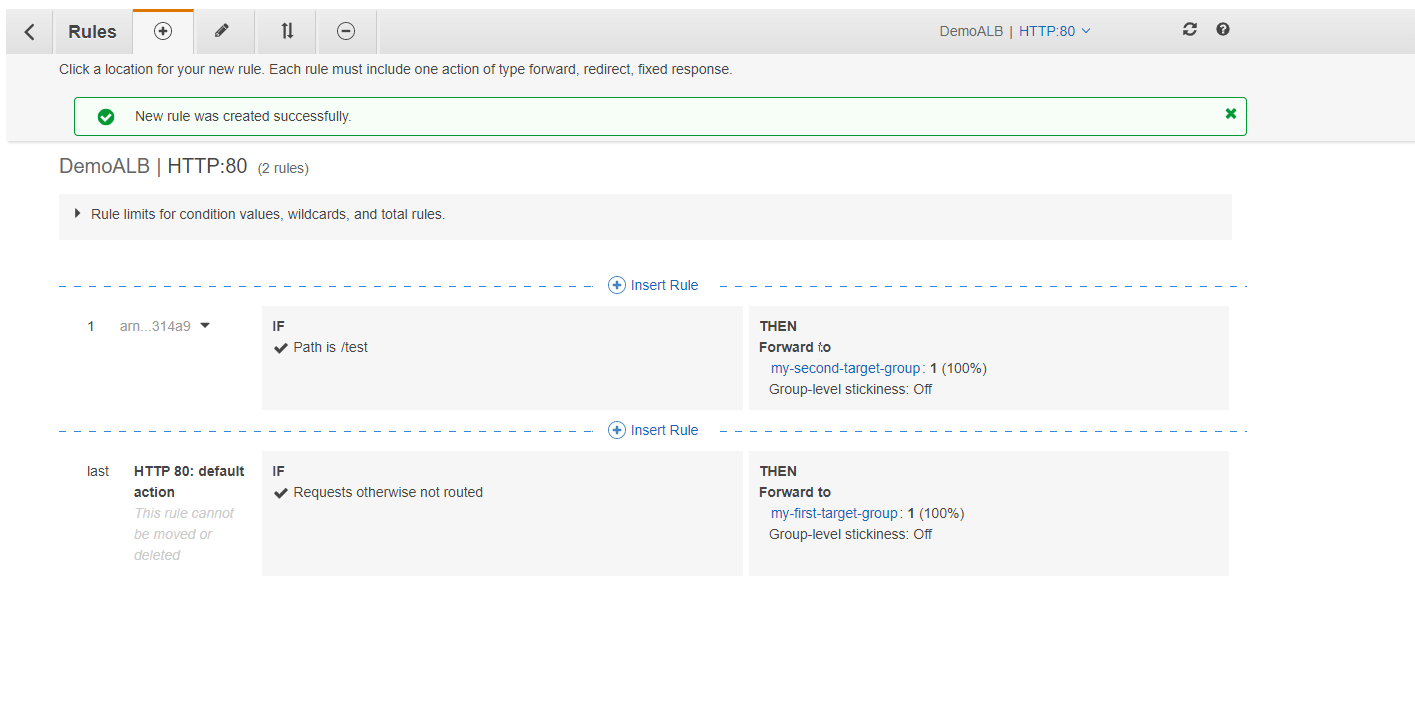 Rules
DemoALB | HTTP:80
Click a location for your new rule. Each rule must include one action of type forward, redirect, fixed response.
New rule was created successfully.
DemoALB | HTTP:80 (2 rules)
Rule limits for condition values, wildcards, and total rules.
Insert Rule
1 arn...314a9
IF
Path is /test
THEN
Forward to
my-second-target-group: 1 (100%)
Group-level stickiness: Off
Insert Rule
last
HTTP 80: default
action
This rule cannot
be moved or
deleted
IF
Requests otherwise not routed
THEN
Forward to
my-first-target-group: 1 (100%)
Group-level stickiness: Off